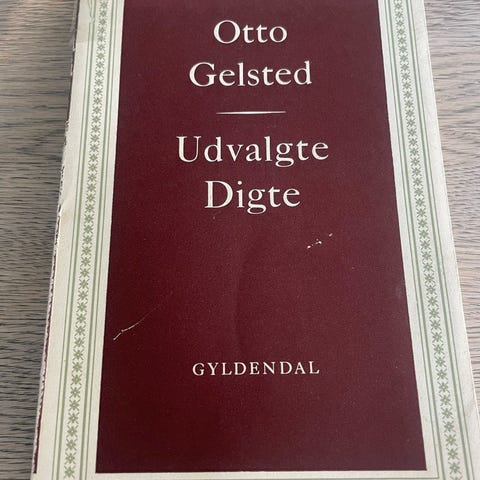 Otto
Gelsted
Udvalgte
Digte
GYLDENDAL